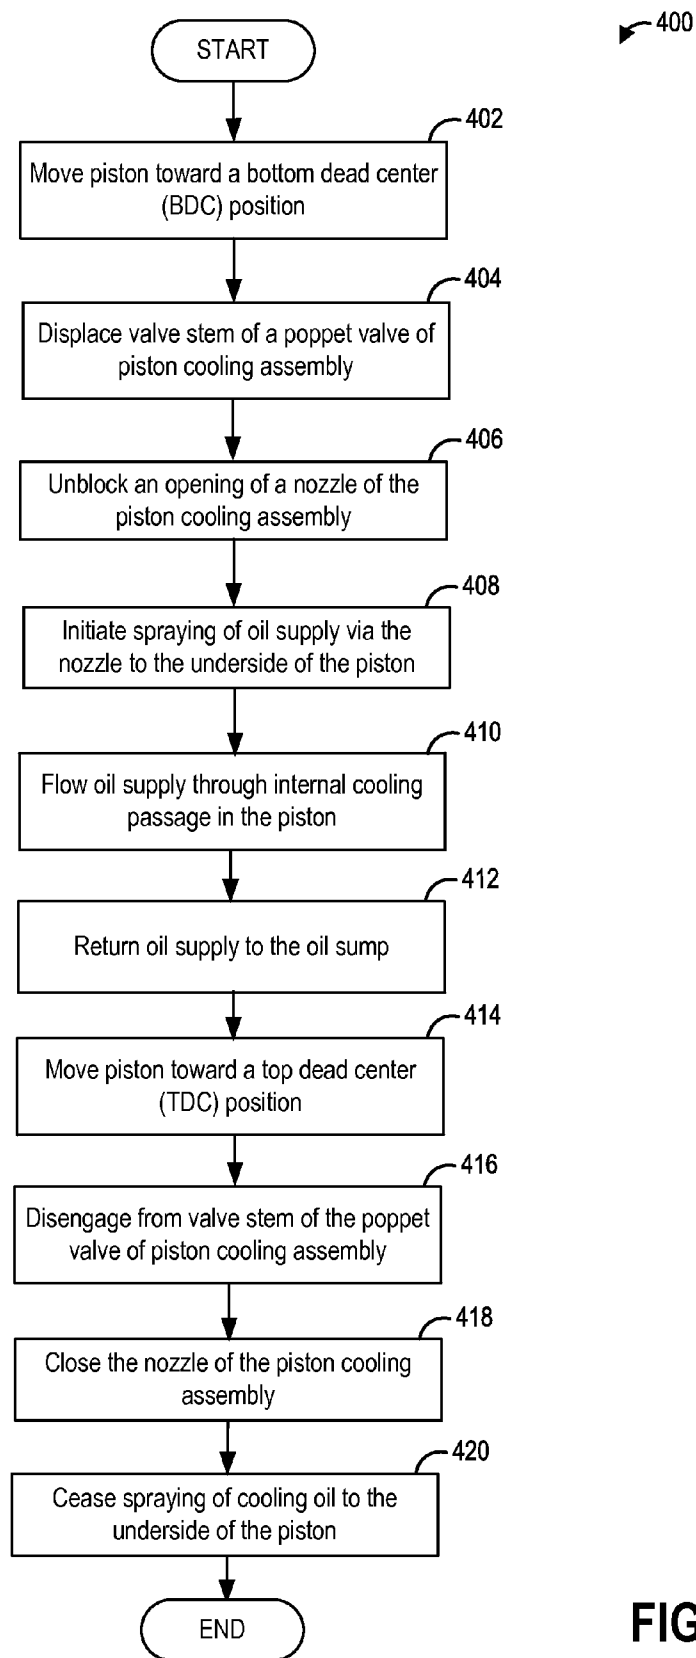 START
400
402
Move piston toward a bottom dead center
(BDC) position
404
Displace valve stem of a poppet valve of
piston cooling assembly
406
Unblock an opening of a nozzle of the
piston cooling assembly
408
Initiate spraying of oil supply via the
nozzle to the underside of the piston
410
Flow oil supply through internal cooling
passage in the piston
412
Return oil supply to the oil sump
414
Move piston toward a top dead center
(TDC) position
416
Disengage from valve stem of the poppet
valve of piston cooling assembly
418
Close the nozzle of the piston cooling
assembly
420
Cease spraying of cooling oil to the
underside of the piston
END
FIG